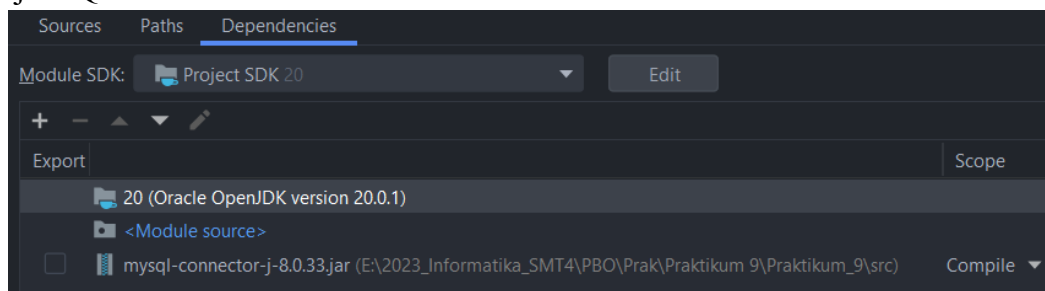 Sources Paths Dependencies
Module SDK: Project SDK 20 Edit
Export Scope
20 (Oracle OpenJDK version 20.0.1)
<Module source>
mysql-connector-j-8.0.33.jar (E:\2023_Informatika_SMT4\PBO\Prak\Praktikum 9\Praktikum_9\src) Compile